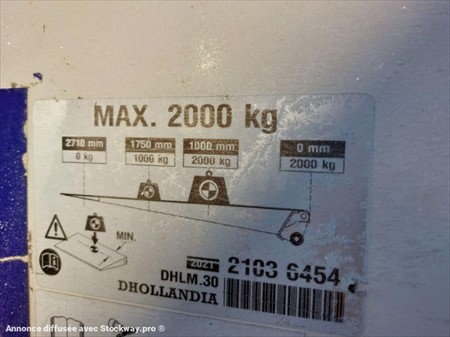 MAX. 2000 kg
2710 mm 1750 mm 1000 mm 0 mm
0 kg 1000 kg 2000 kg 2000 kg
MIN.
2021 2103 6454
DHLM.30
DHOLLANDIA
Annonce diffusée avec Stockway.pro ®